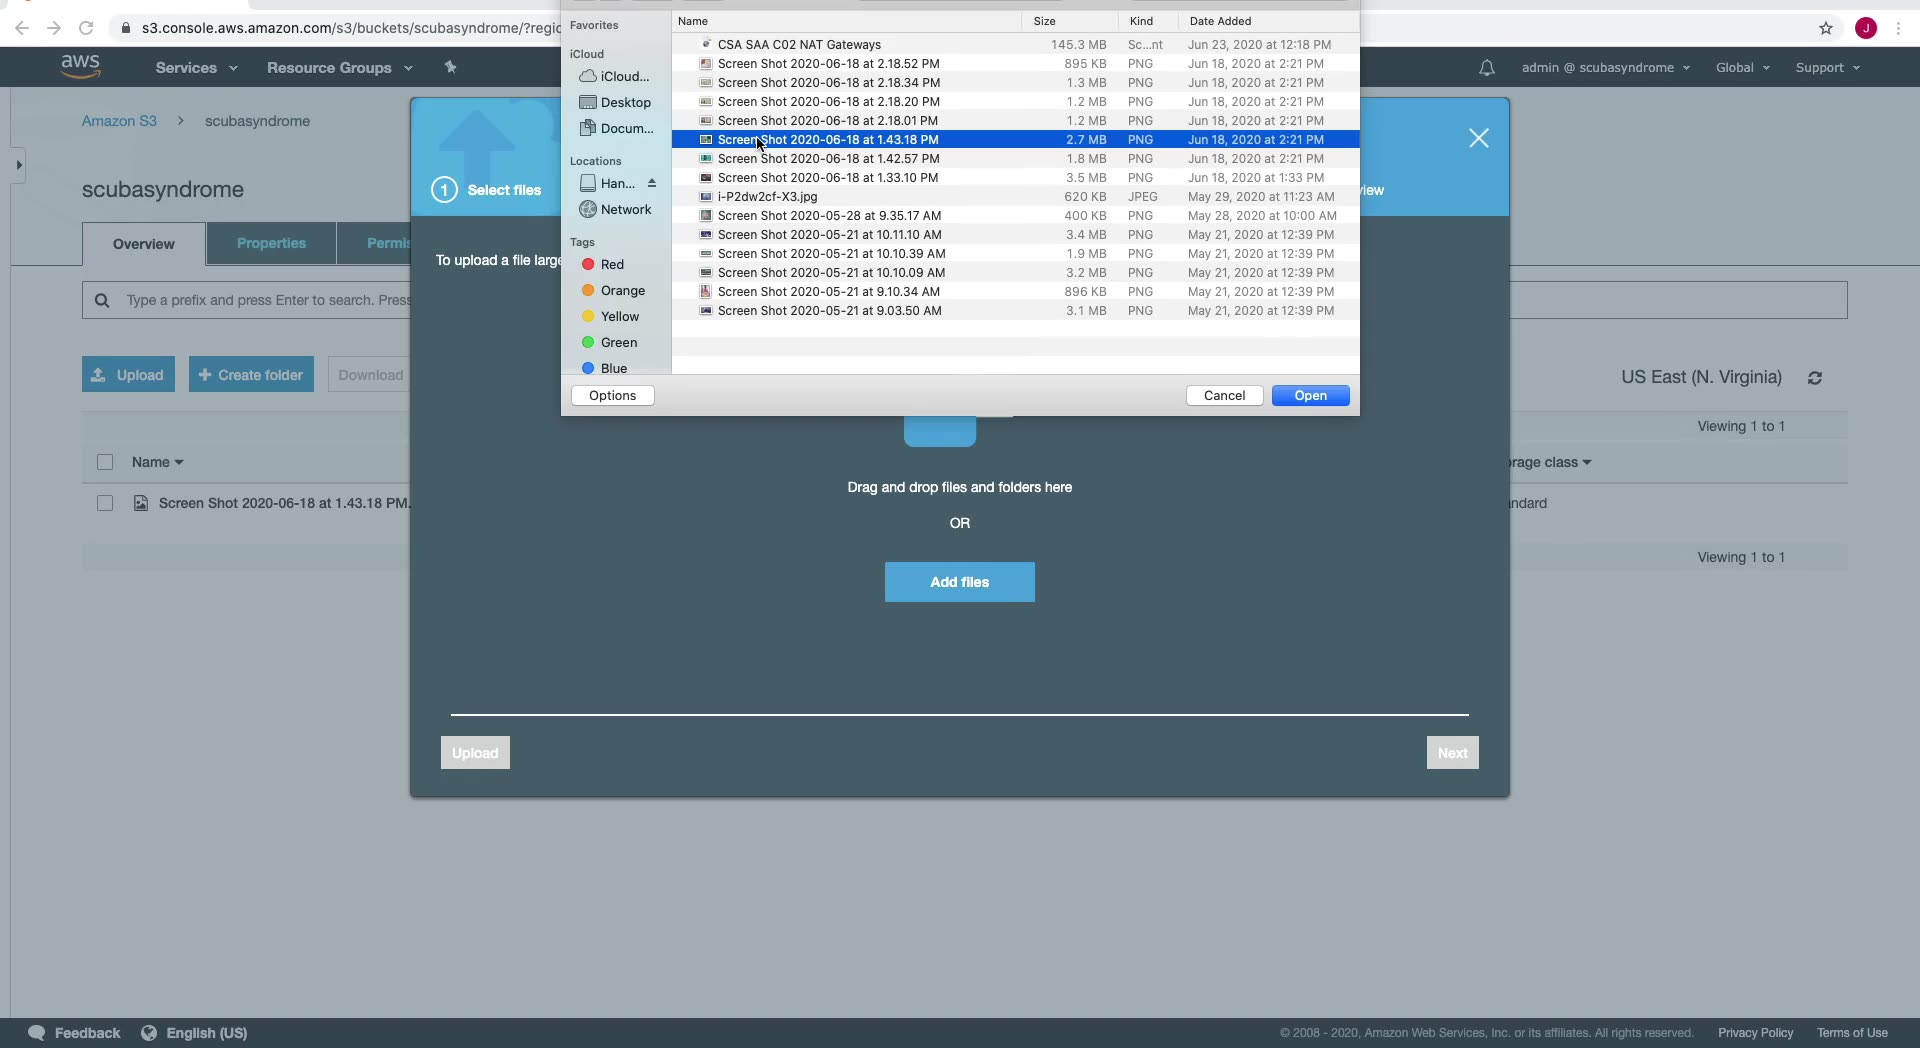 s3.console.aws.amazon.com/s3/buckets/scubasyndrome/?regio
J
aws
Services
Resource Groups
admin @ scubasyndrome
Global
Support
Amazon S3 > scubasyndrome
scubasyndrome
Overview
Properties
Permis
Type a prefix and press Enter to search. Press
Upload
+ Create folder
Download
US East (N. Virginia)
Viewing 1 to 1
Name
rage class
Screen Shot 2020-06-18 at 1.43.18 PM.
ndard
Viewing 1 to 1
1 Select files
iew
To upload a file large
Favorites
iCloud
iCloud...
Desktop
Docum...
Locations
Han...
Network
Tags
Red
Orange
Yellow
Green
Blue
Name Size Kind Date Added
CSA SAA C02 NAT Gateways 145.3 MB Sc...nt Jun 23, 2020 at 12:18 PM
Screen Shot 2020-06-18 at 2.18.52 PM 895 KB PNG Jun 18, 2020 at 2:21 PM
Screen Shot 2020-06-18 at 2.18.34 PM 1.3 MB PNG Jun 18, 2020 at 2:21 PM
Screen Shot 2020-06-18 at 2.18.20 PM 1.2 MB PNG Jun 18, 2020 at 2:21 PM
Screen Shot 2020-06-18 at 2.18.01 PM 1.2 MB PNG Jun 18, 2020 at 2:21 PM
Screen Shot 2020-06-18 at 1.43.18 PM 2.7 MB PNG Jun 18, 2020 at 2:21 PM
Screen Shot 2020-06-18 at 1.42.57 PM 1.8 MB PNG Jun 18, 2020 at 2:21 PM
Screen Shot 2020-06-18 at 1.33.10 PM 3.5 MB PNG Jun 18, 2020 at 1:33 PM
i-P2dw2cf-X3.jpg 620 KB JPEG May 29, 2020 at 11:23 AM
Screen Shot 2020-05-28 at 9.35.17 AM 400 KB PNG May 28, 2020 at 10:00 AM
Screen Shot 2020-05-21 at 10.11.10 AM 3.4 MB PNG May 21, 2020 at 12:39 PM
Screen Shot 2020-05-21 at 10.10.39 AM 1.9 MB PNG May 21, 2020 at 12:39 PM
Screen Shot 2020-05-21 at 10.10.09 AM 3.2 MB PNG May 21, 2020 at 12:39 PM
Screen Shot 2020-05-21 at 9.10.34 AM 896 KB PNG May 21, 2020 at 12:39 PM
Screen Shot 2020-05-21 at 9.03.50 AM 3.1 MB PNG May 21, 2020 at 12:39 PM
Options
Cancel
Open
Drag and drop files and folders here
OR
Add files
Upload
Next
Feedback
English (US)
© 2008 - 2020, Amazon Web Services, Inc. or its affiliates. All rights reserved.
Privacy Policy
Terms of Use